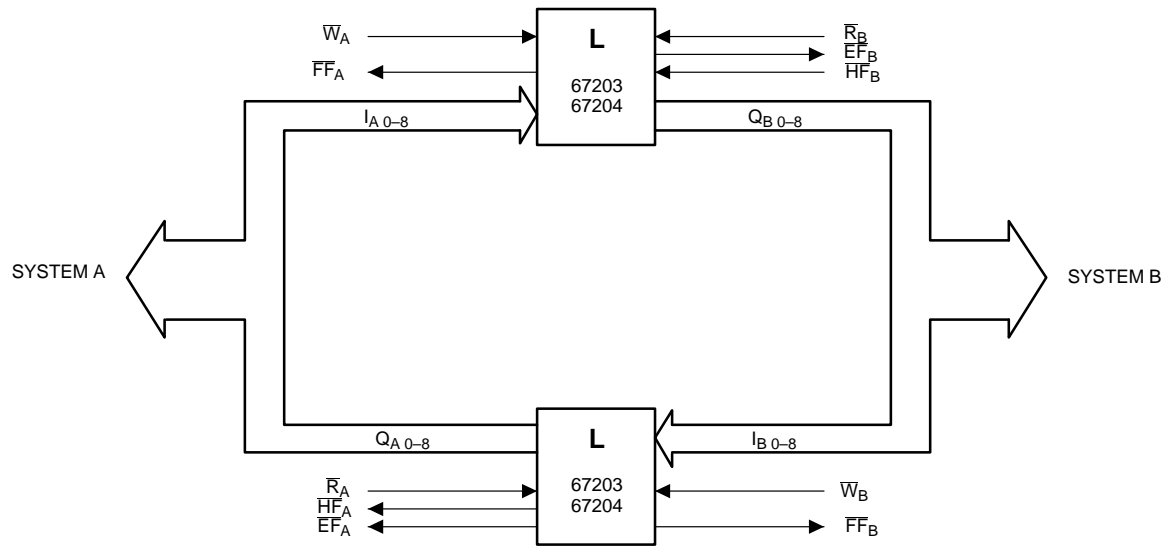 W̅A
L
R̅B
E̅F̅B
F̅F̅A
H̅F̅B
67203
67204
IA 0–8
QB 0–8
SYSTEM A
SYSTEM B
L
QA 0–8
IB 0–8
R̅A
67203
W̅B
H̅F̅A
67204
E̅F̅A
F̅F̅B